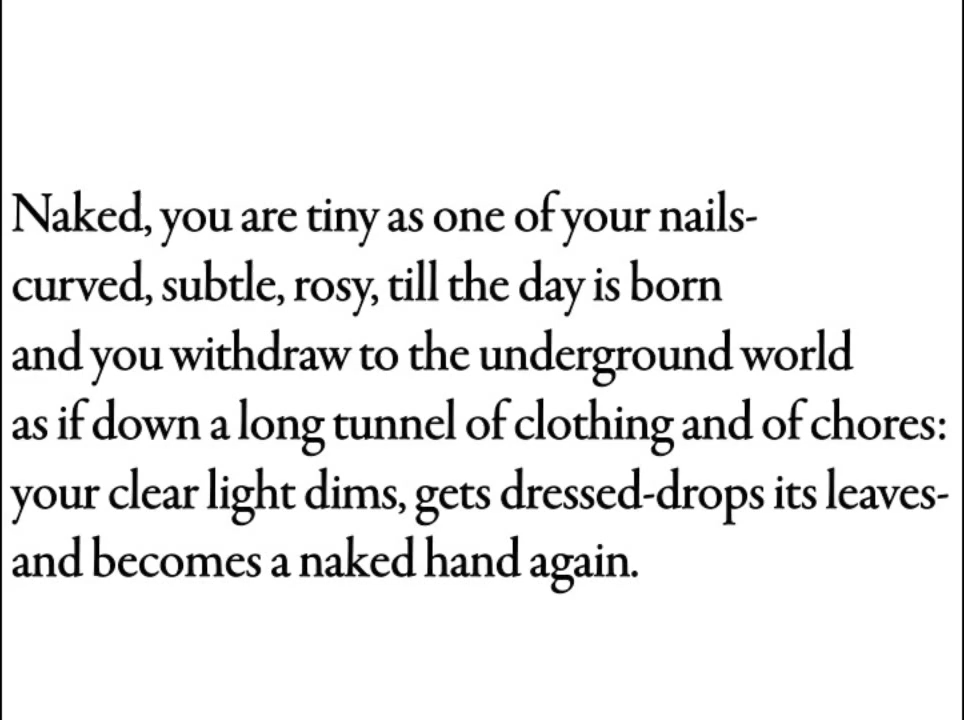 Naked, you are tiny as one of your nails-
curved, subtle, rosy, till the day is born
and you withdraw to the underground world
as if down a long tunnel of clothing and of chores:
your clear light dims, gets dressed-drops its leaves-
and becomes a naked hand again.